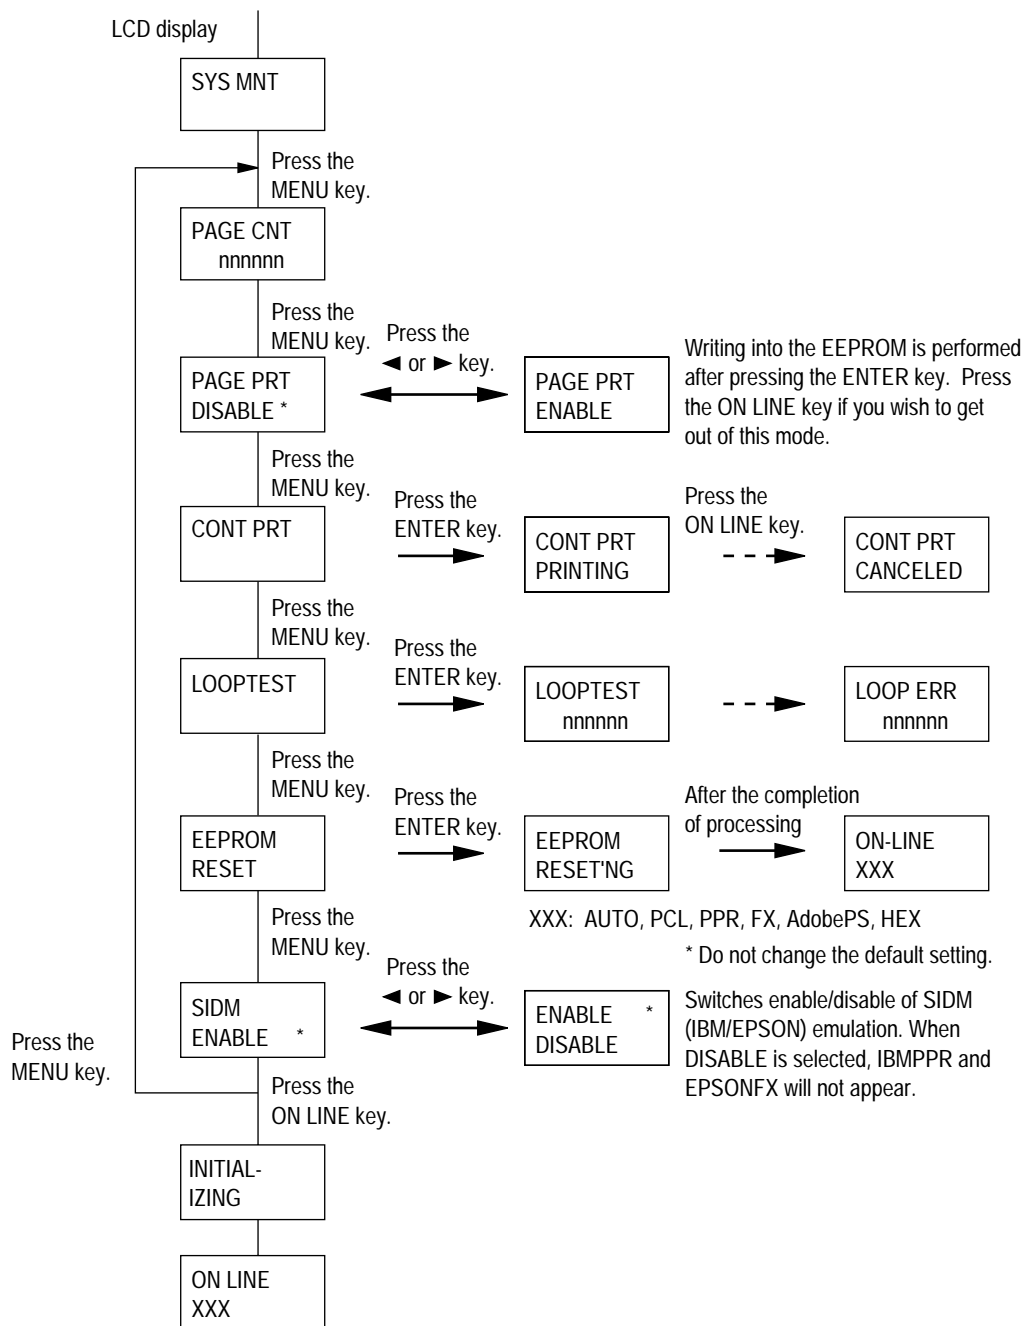 LCD display
SYS MNT
Press the
MENU key.
PAGE CNT
nnnnnn
Press the
MENU key.
Press the
◄ or ► key.
PAGE PRT
DISABLE *
PAGE PRT
ENABLE
Writing into the EEPROM is performed
after pressing the ENTER key.  Press
the ON LINE key if you wish to get
out of this mode.
Press the
MENU key.
CONT PRT
Press the
ENTER key.
CONT PRT
PRINTING
Press the
ON LINE key.
CONT PRT
CANCELED
Press the
MENU key.
LOOPTEST
Press the
ENTER key.
LOOPTEST
nnnnnn
LOOP ERR
nnnnnn
Press the
MENU key.
EEPROM
RESET
Press the
ENTER key.
EEPROM
RESET'NG
After the completion
of processing
ON-LINE
XXX
XXX:  AUTO, PCL, PPR, FX, AdobePS, HEX
* Do not change the default setting.
Press the
MENU key.
SIDM
ENABLE *
Press the
◄ or ► key.
ENABLE *
DISABLE
Switches enable/disable of SIDM
(IBM/EPSON) emulation. When
DISABLE is selected, IBMPPR and
EPSONFX will not appear.
Press the
MENU key.
Press the
ON LINE key.
INITIAL-
IZING
ON LINE
XXX